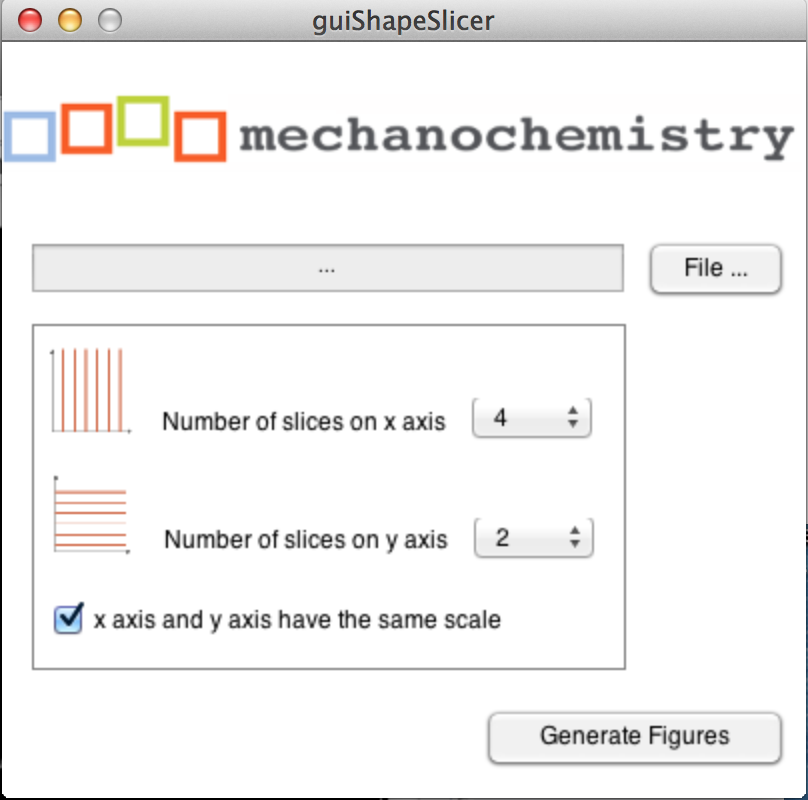 guiShapeSlicer
mechanochemistry
...
File ...
Number of slices on x axis
4
Number of slices on y axis
2
x axis and y axis have the same scale
Generate Figures